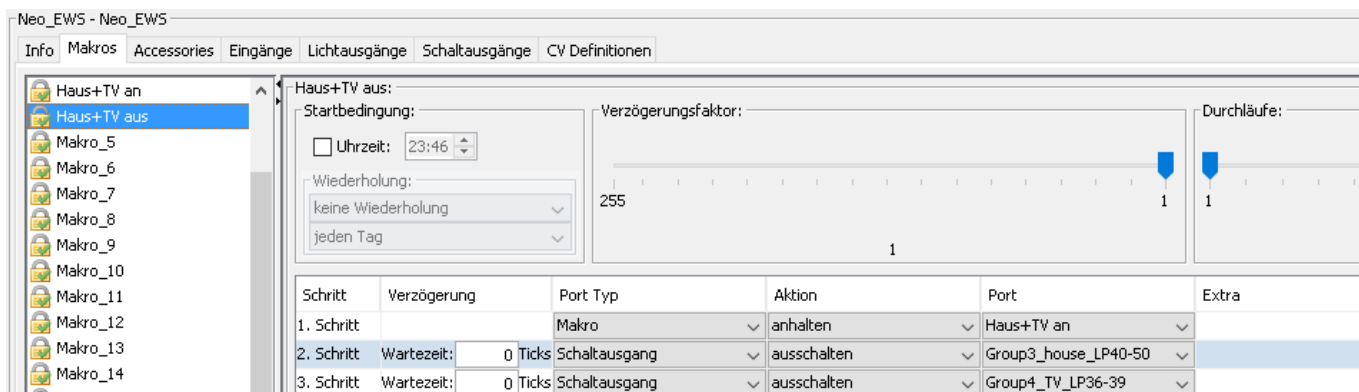 Neo_EWS - Neo_EWS
Info Makros Accessories Eingänge Lichtausgänge Schaltausgänge CV Definitionen
Haus+TV an
Haus+TV aus
Makro_5
Makro_6
Makro_7
Makro_8
Makro_9
Makro_10
Makro_11
Makro_12
Makro_13
Makro_14
Haus+TV aus:
Startbedingung:
Uhrzeit: 23:46
Wiederholung:
keine Wiederholung
jeden Tag
Verzögerungsfaktor:
255 1
1
Durchläufe:
1
Schritt Verzögerung Port Typ Aktion Port Extra
1. Schritt Makro anhalten Haus+TV an
2. Schritt Wartezeit: 0 Ticks Schaltausgang ausschalten Group3_house_LP40-50
3. Schritt Wartezeit: 0 Ticks Schaltausgang ausschalten Group4_TV_LP36-39